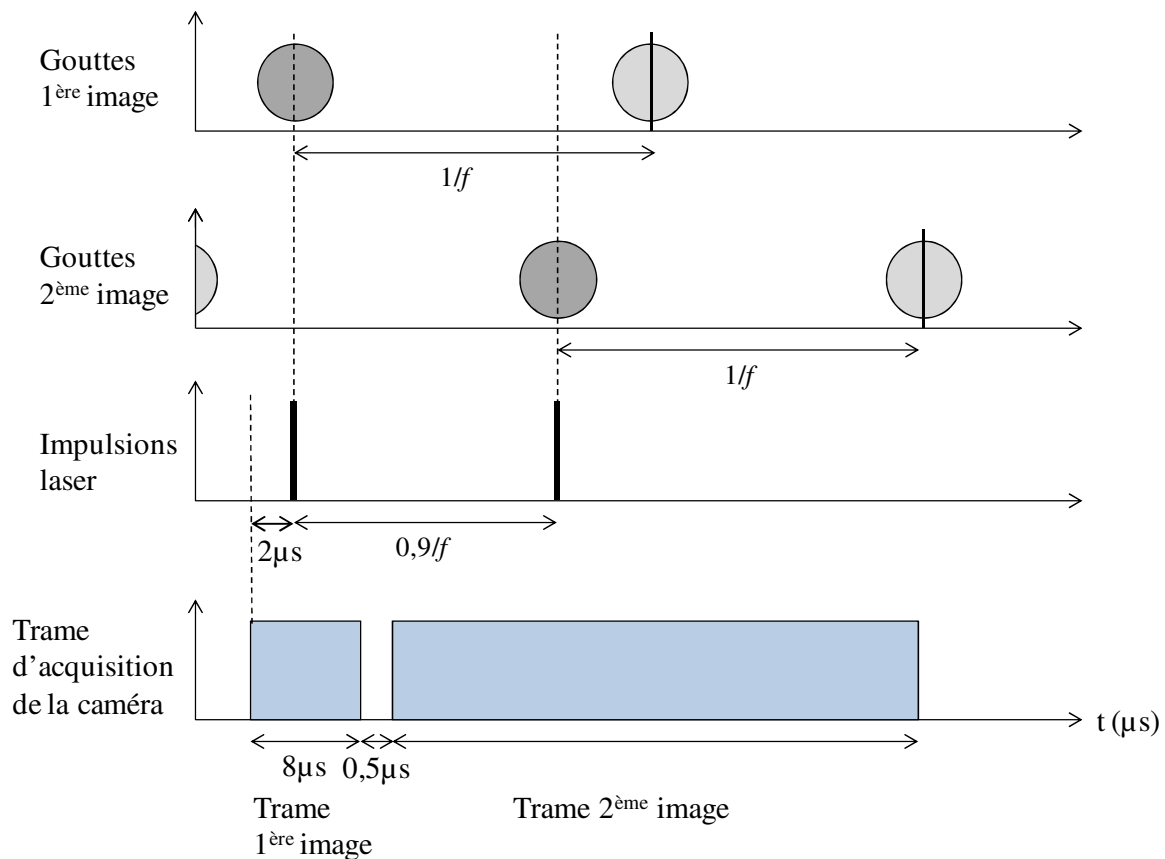 Gouttes
1ère image
1/f
Gouttes
2ème image
1/f
Impulsions
laser
2µs
0,9/f
Trame
d'acquisition
de la caméra
t (µs)
8µs
0,5µs
Trame
1ère image
Trame 2ème image